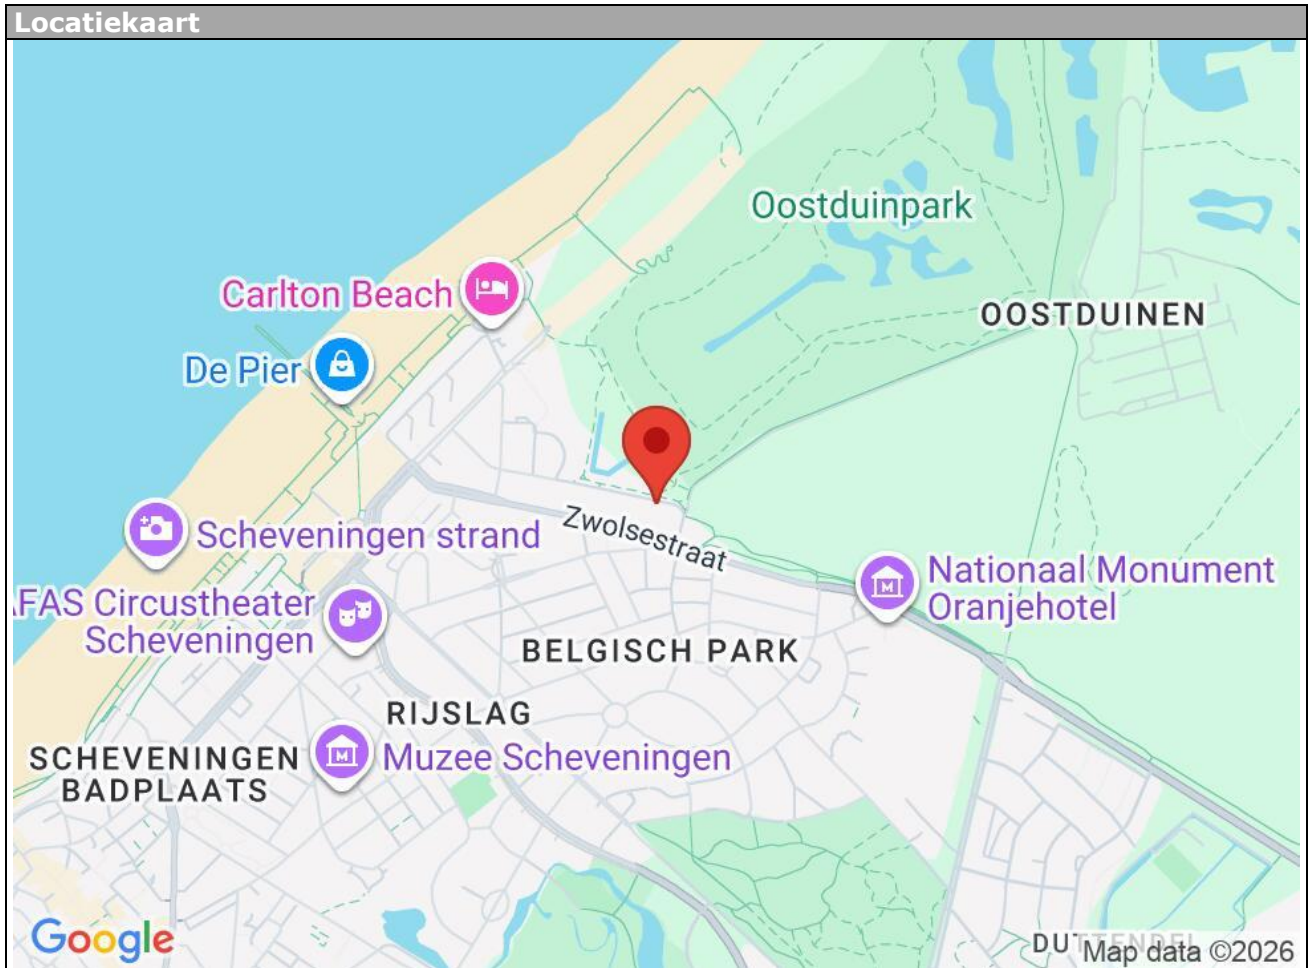 Locatiekaart
Oostduinpark
Carlton Beach
OOSTDUINEN
De Pier
Zwolsestraat
Scheveningen strand
Nationaal Monument
Oranjehotel
FAS Circustheater
Scheveningen
BELGISCH PARK
RIJSLAG
SCHEVENINGEN
BADPLAATS
Muzee Scheveningen
Google
DUTTENDEL
Map data ©2026